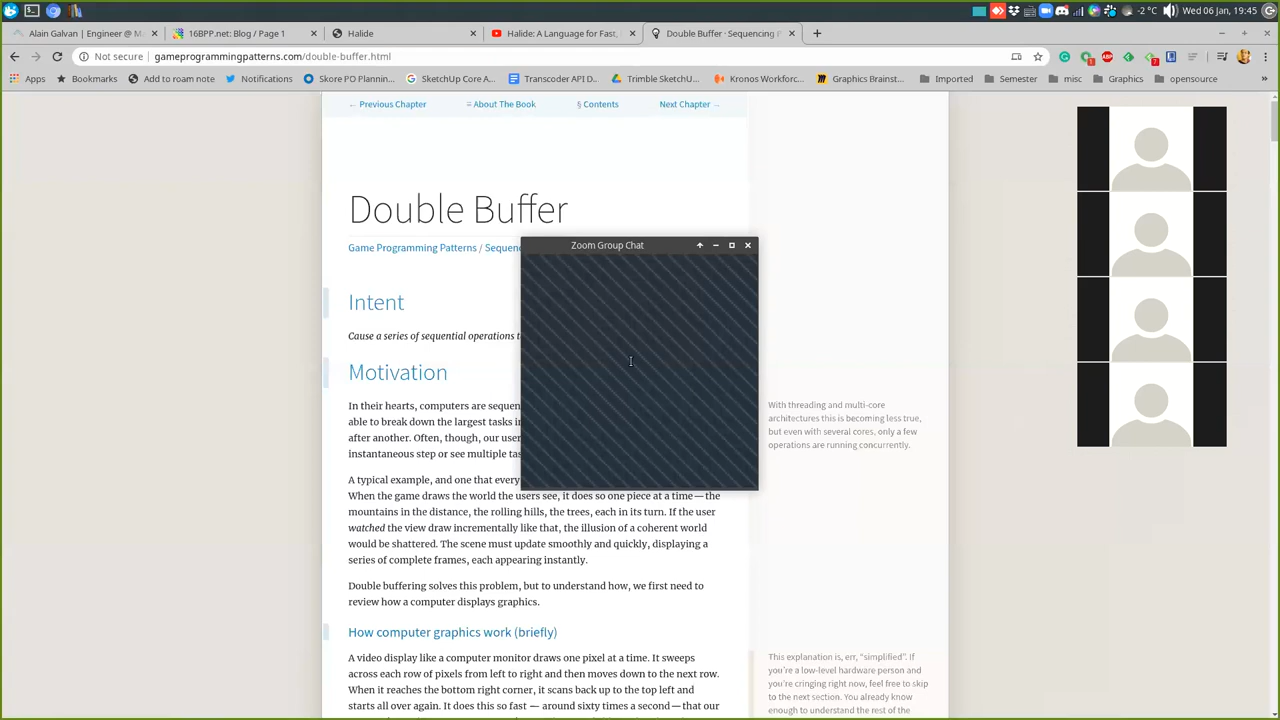 -2 °C
Wed 06 Jan, 19:45
Alain Galvan | Engineer @ M
16BPP.net: Blog / Page 1
Halide
Halide: A Language for Fast,
Double Buffer · Sequencing P
Not secure
gameprogrammingpatterns.com/double-buffer.html
Apps
Bookmarks
Add to roam note
Notifications
Skore PO Plannin...
SketchUp Core A...
Transcoder API D...
Trimble SketchU...
Kronos Workforc...
Graphics Brainst...
Imported
Semester
misc
Graphics
opensource
← Previous Chapter
≡ About The Book
§ Contents
Next Chapter →
Double Buffer
Game Programming Patterns / Sequenc
Zoom Group Chat
Intent
Cause a series of sequential operations t
Motivation
In their hearts, computers are sequen
able to break down the largest tasks in
after another. Often, though, our user
instantaneous step or see multiple tas
With threading and multi-core
architectures this is becoming less true,
but even with several cores, only a few
operations are running concurrently.
A typical example, and one that every
When the game draws the world the users see, it does so one piece at a time — the
mountains in the distance, the rolling hills, the trees, each in its turn. If the user
watched the view draw incrementally like that, the illusion of a coherent world
would be shattered. The scene must update smoothly and quickly, displaying a
series of complete frames, each appearing instantly.
Double buffering solves this problem, but to understand how, we first need to
review how a computer displays graphics.
How computer graphics work (briefly)
A video display like a computer monitor draws one pixel at a time. It sweeps
across each row of pixels from left to right and then moves down to the next row.
When it reaches the bottom right corner, it scans back up to the top left and
starts all over again. It does this so fast — around sixty times a second — that our
This explanation is, err, “simplified”. If
you’re a low-level hardware person and
you’re cringing right now, feel free to skip
to the next section. You already know
enough to understand the rest of the